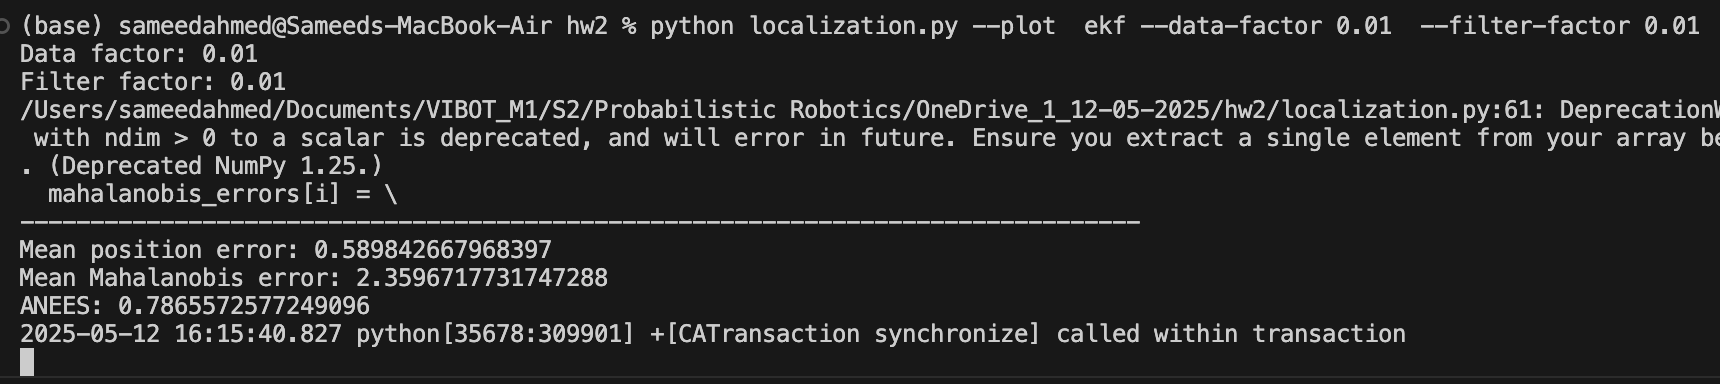 (base) sameedahmed@Sameeds-MacBook-Air hw2 % python localization.py --plot  ekf --data-factor 0.01  --filter-factor 0.01
Data factor: 0.01
Filter factor: 0.01
/Users/sameedahmed/Documents/VIBOT_M1/S2/Probabilistic Robotics/OneDrive_1_12-05-2025/hw2/localization.py:61: Deprecation
 with ndim > 0 to a scalar is deprecated, and will error in future. Ensure you extract a single element from your array be
. (Deprecated NumPy 1.25.)
  mahalanobis_errors[i] = \
--------------------------------------------------------------------------------
Mean position error: 0.589842667968397
Mean Mahalanobis error: 2.3596717731747288
ANEES: 0.7865572577249096
2025-05-12 16:15:40.827 python[35678:309901] +[CATransaction synchronize] called within transaction